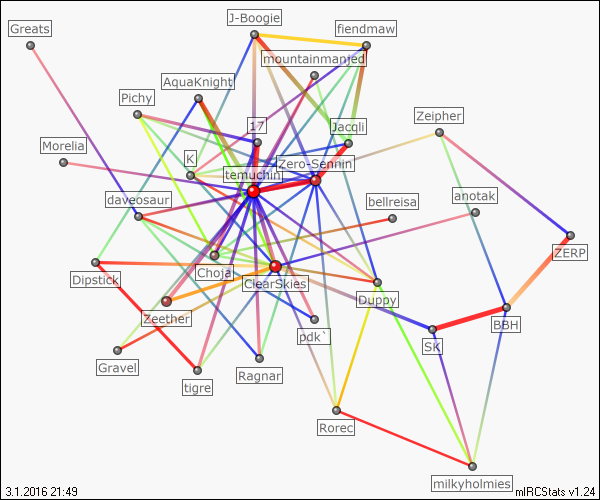 J-Boogie
Greats
fiendmaw
mountainmanjed
AquaKnight
Pichy
Zeipher
17
Jacqli
Morelia
K
Zero-Sennin
temuchin
daveosaur
bellreisa
anotak
ZERP
Choja
Dipstick
ClearSkies
Duppy
Zeether
BBH
pdk`
SK
Gravel
Ragnar
tigre
Rorec
milkyholmies
3.1.2016 21:49
mIRCStats v1.24